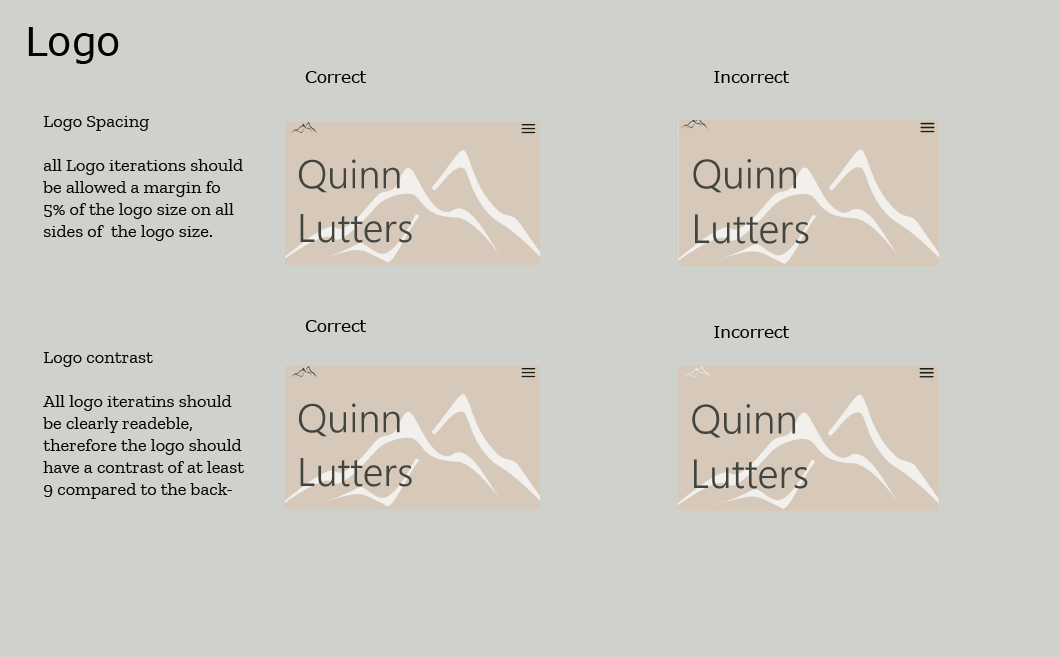 Logo
Correct
Incorrect
Logo Spacing
all Logo iterations should
be allowed a margin fo
5% of the logo size on all
sides of  the logo size.
Quinn
Lutters
Quinn
Lutters
Correct
Incorrect
Logo contrast
All logo iteratins should
be clearly readeble,
therefore the logo should
have a contrast of at least
9 compared to the back-
Quinn
Lutters
Quinn
Lutters